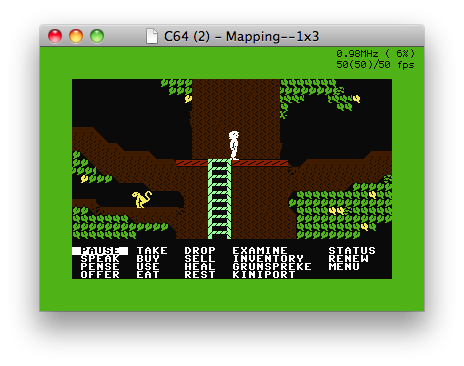 C64 (2) - Mapping--1x3
0.98MHz ( 6%)
50(50)/50 fps
PAUSE TAKE DROP EXAMINE STATUS
SPEAK BUY SELL INVENTORY RENEW
PENSE USE HEAL GRUNSPREKE MENU
OFFER EAT REST KINIPORT